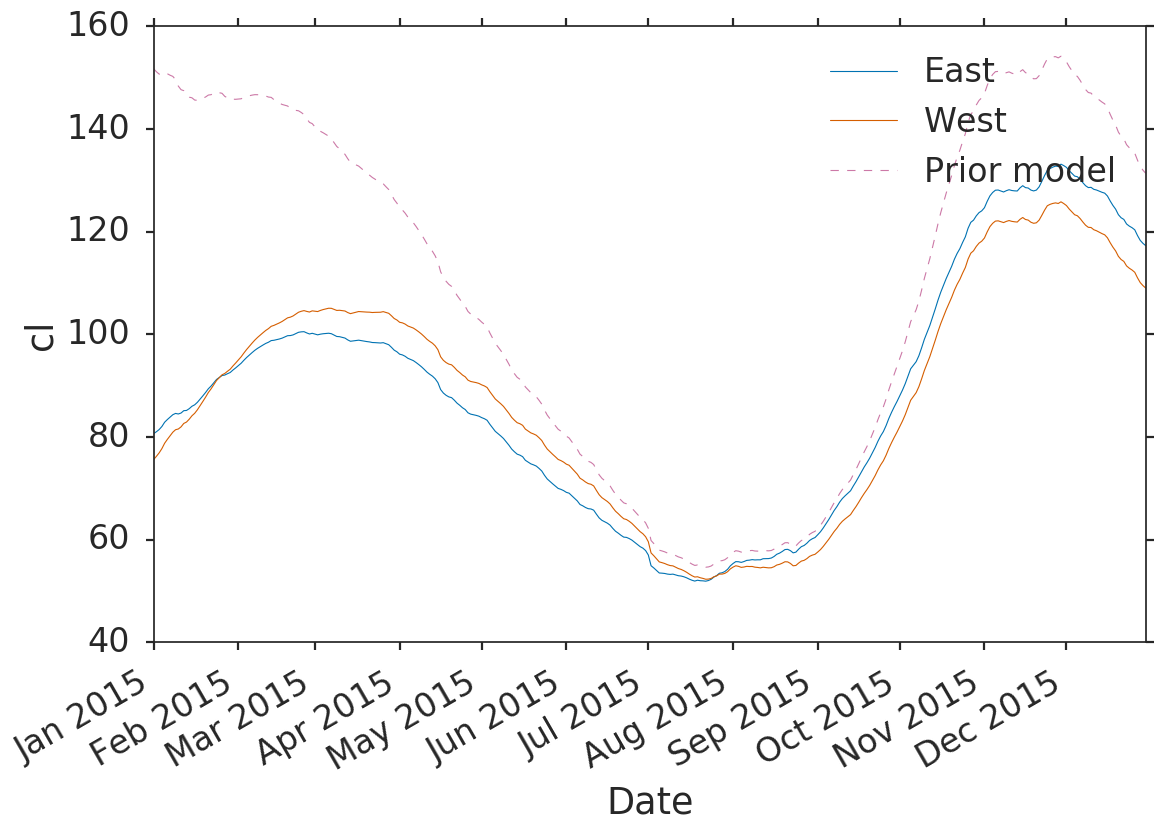 160
140
120
100
80
60
40
cl
East
West
Prior model
Jan 2015
Feb 2015
Mar 2015
Apr 2015
May 2015
Jun 2015
Jul 2015
Aug 2015
Sep 2015
Oct 2015
Nov 2015
Dec 2015
Date